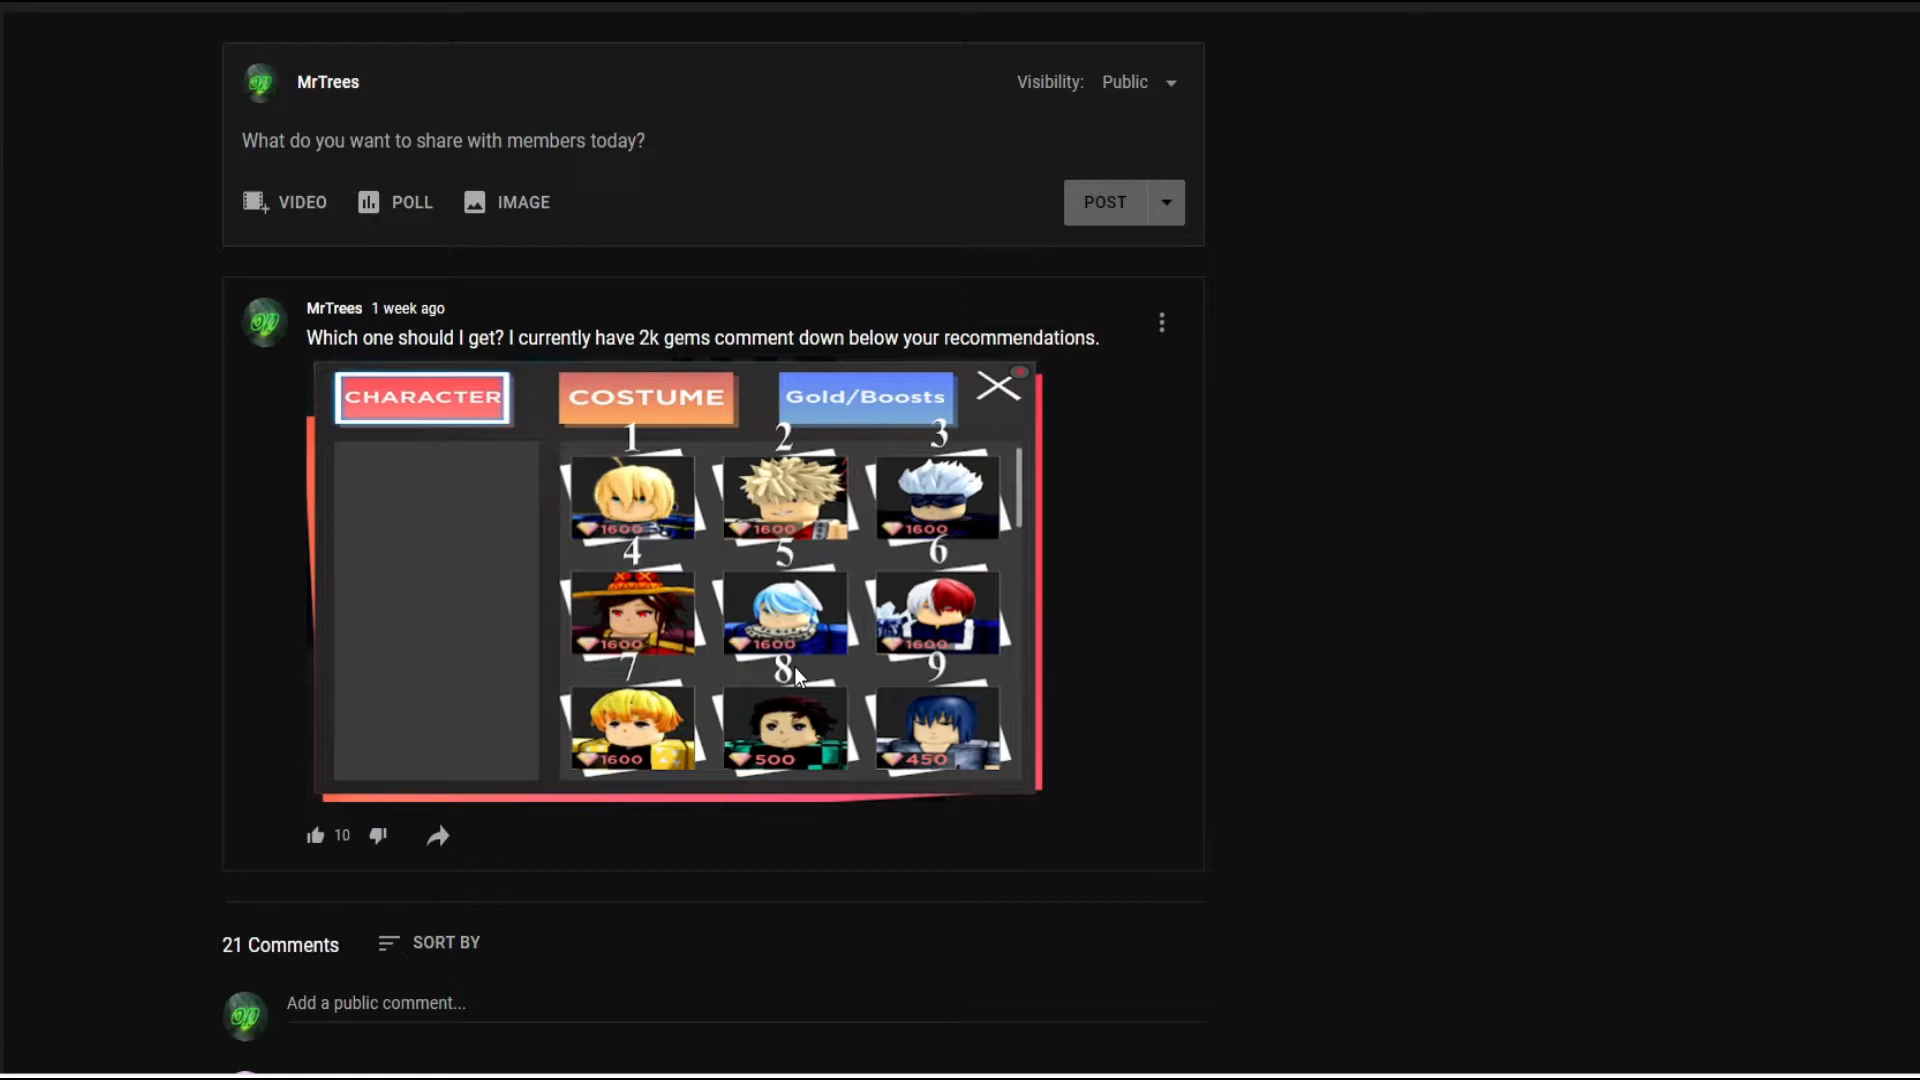 MrTrees
Visibility: Public
What do you want to share with members today?
VIDEO POLL IMAGE
POST
MrTrees 1 week ago
Which one should I get? I currently have 2k gems comment down below your recommendations.
CHARACTER COSTUME Gold/Boosts
1 2 3
1600 1600 1600
4 5 6
1600 1600 1600
7 8 9
1600 500 450
10
21 Comments SORT BY
Add a public comment...